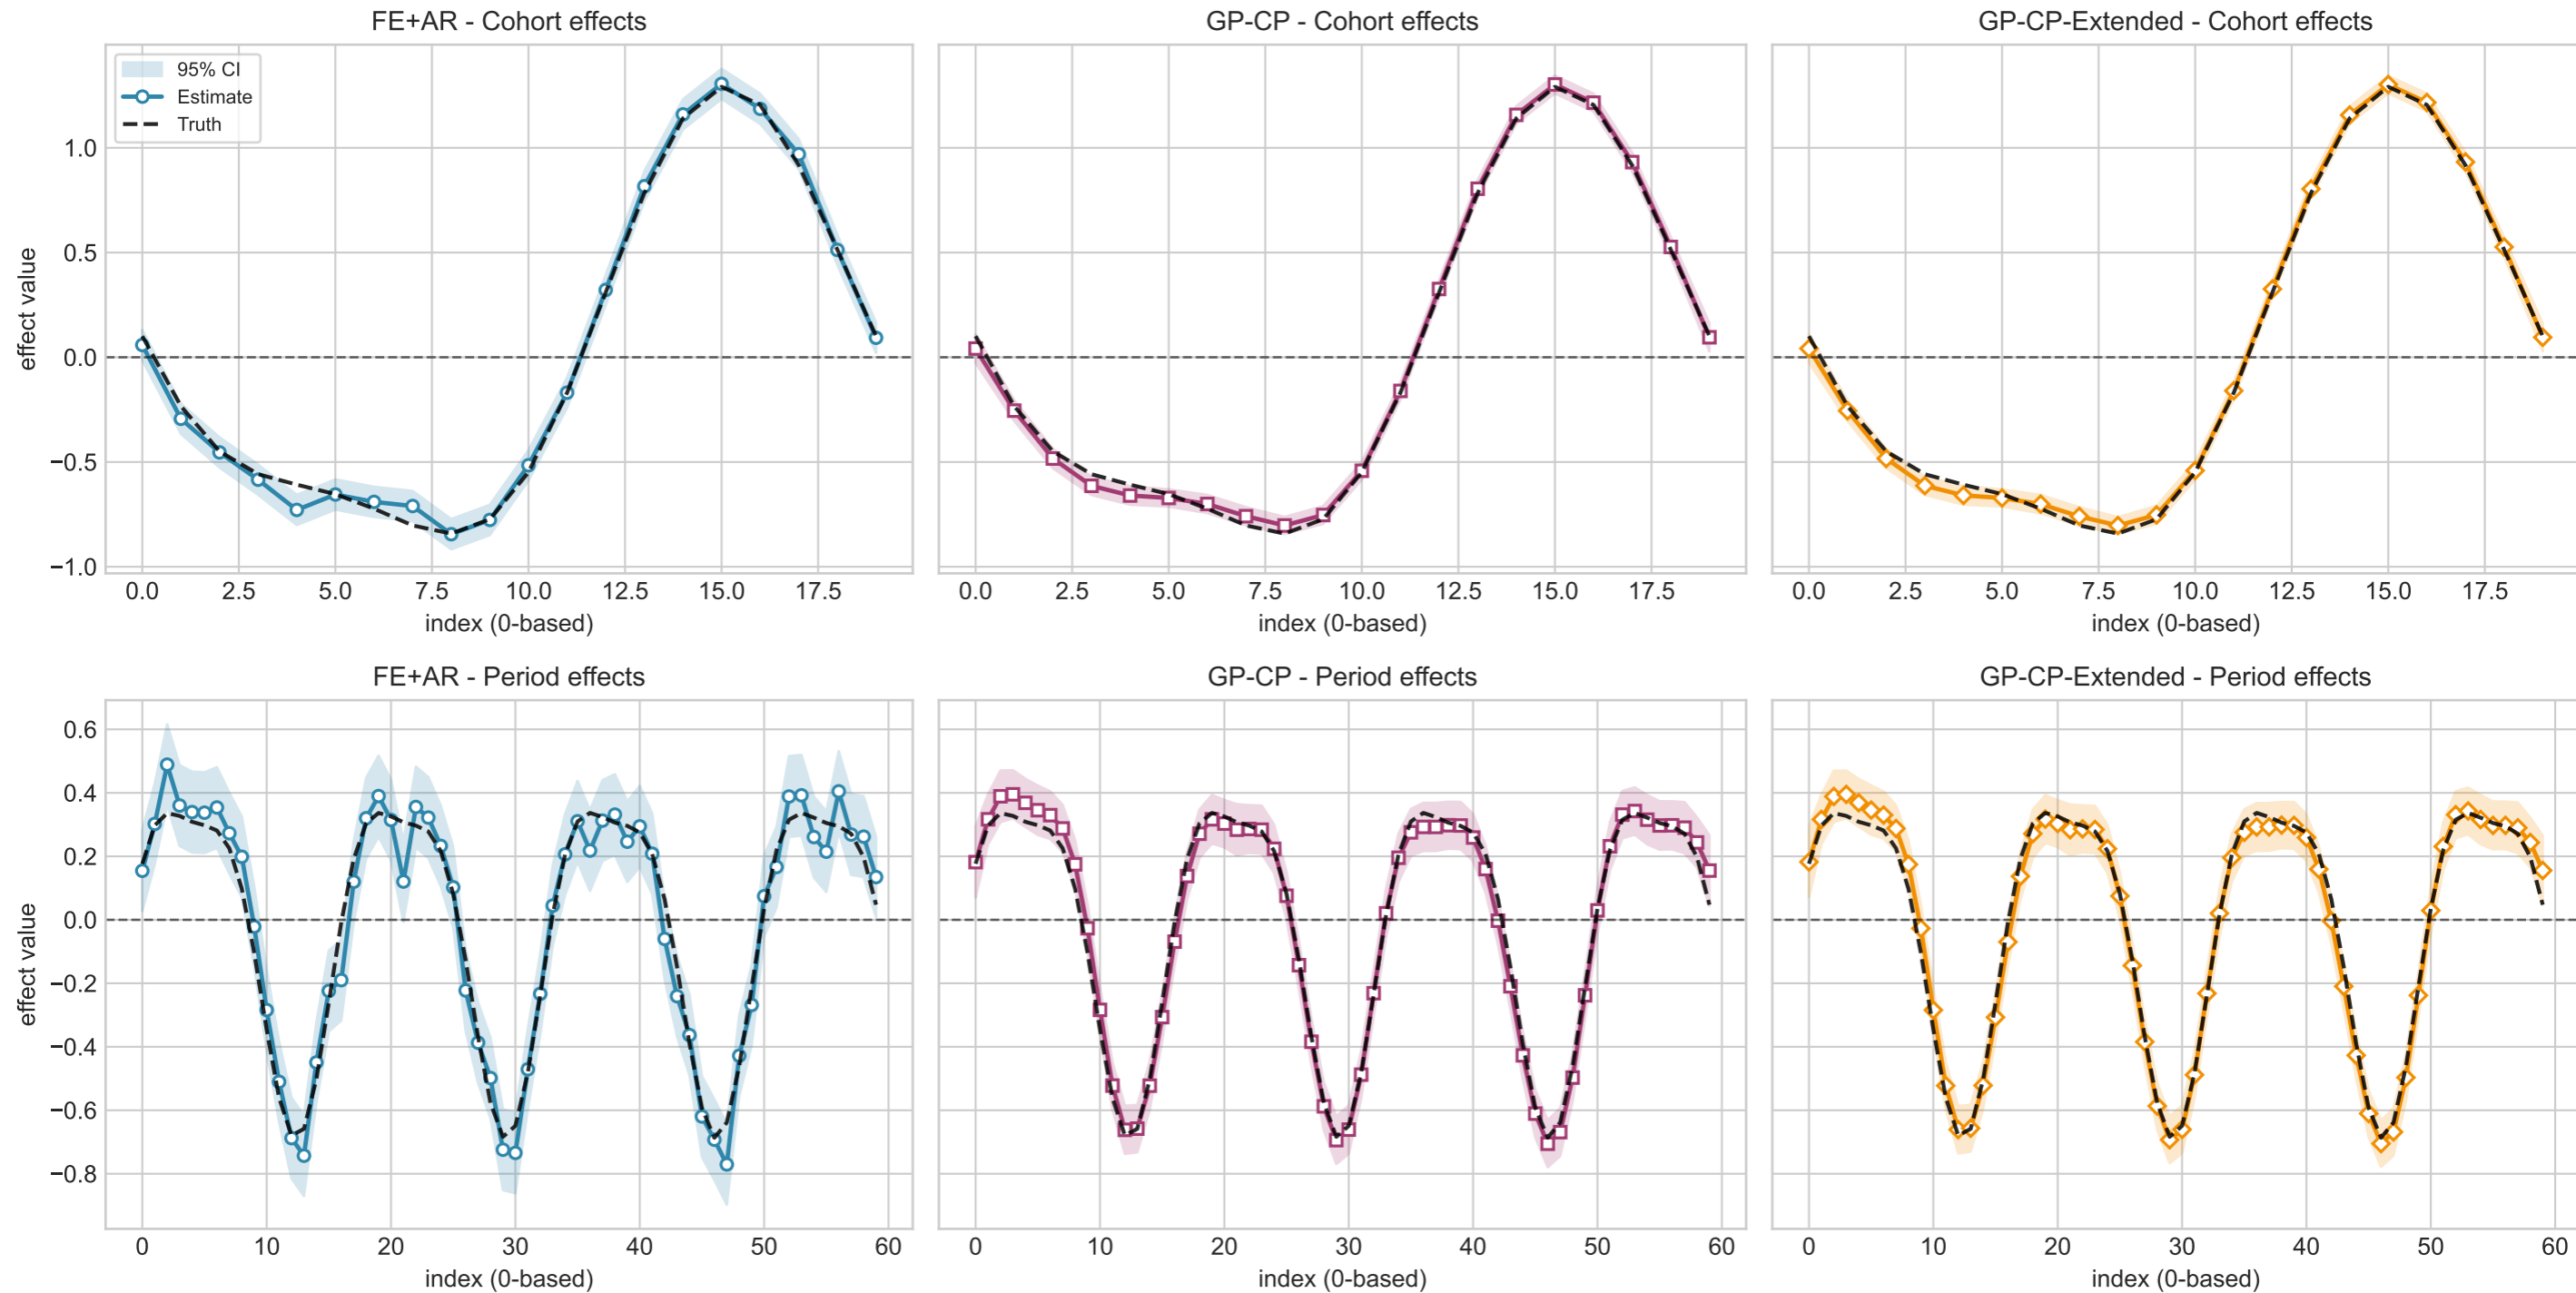 FE+AR - Cohort effects
GP-CP - Cohort effects
GP-CP-Extended - Cohort effects
95% CI
Estimate
Truth
effect value
1.0
0.5
0.0
−0.5
−1.0
0.0 2.5 5.0 7.5 10.0 12.5 15.0 17.5
0.0 2.5 5.0 7.5 10.0 12.5 15.0 17.5
0.0 2.5 5.0 7.5 10.0 12.5 15.0 17.5
index (0-based)
index (0-based)
index (0-based)
FE+AR - Period effects
GP-CP - Period effects
GP-CP-Extended - Period effects
effect value
0.6
0.4
0.2
0.0
−0.2
−0.4
−0.6
−0.8
0 10 20 30 40 50 60
0 10 20 30 40 50 60
0 10 20 30 40 50 60
index (0-based)
index (0-based)
index (0-based)